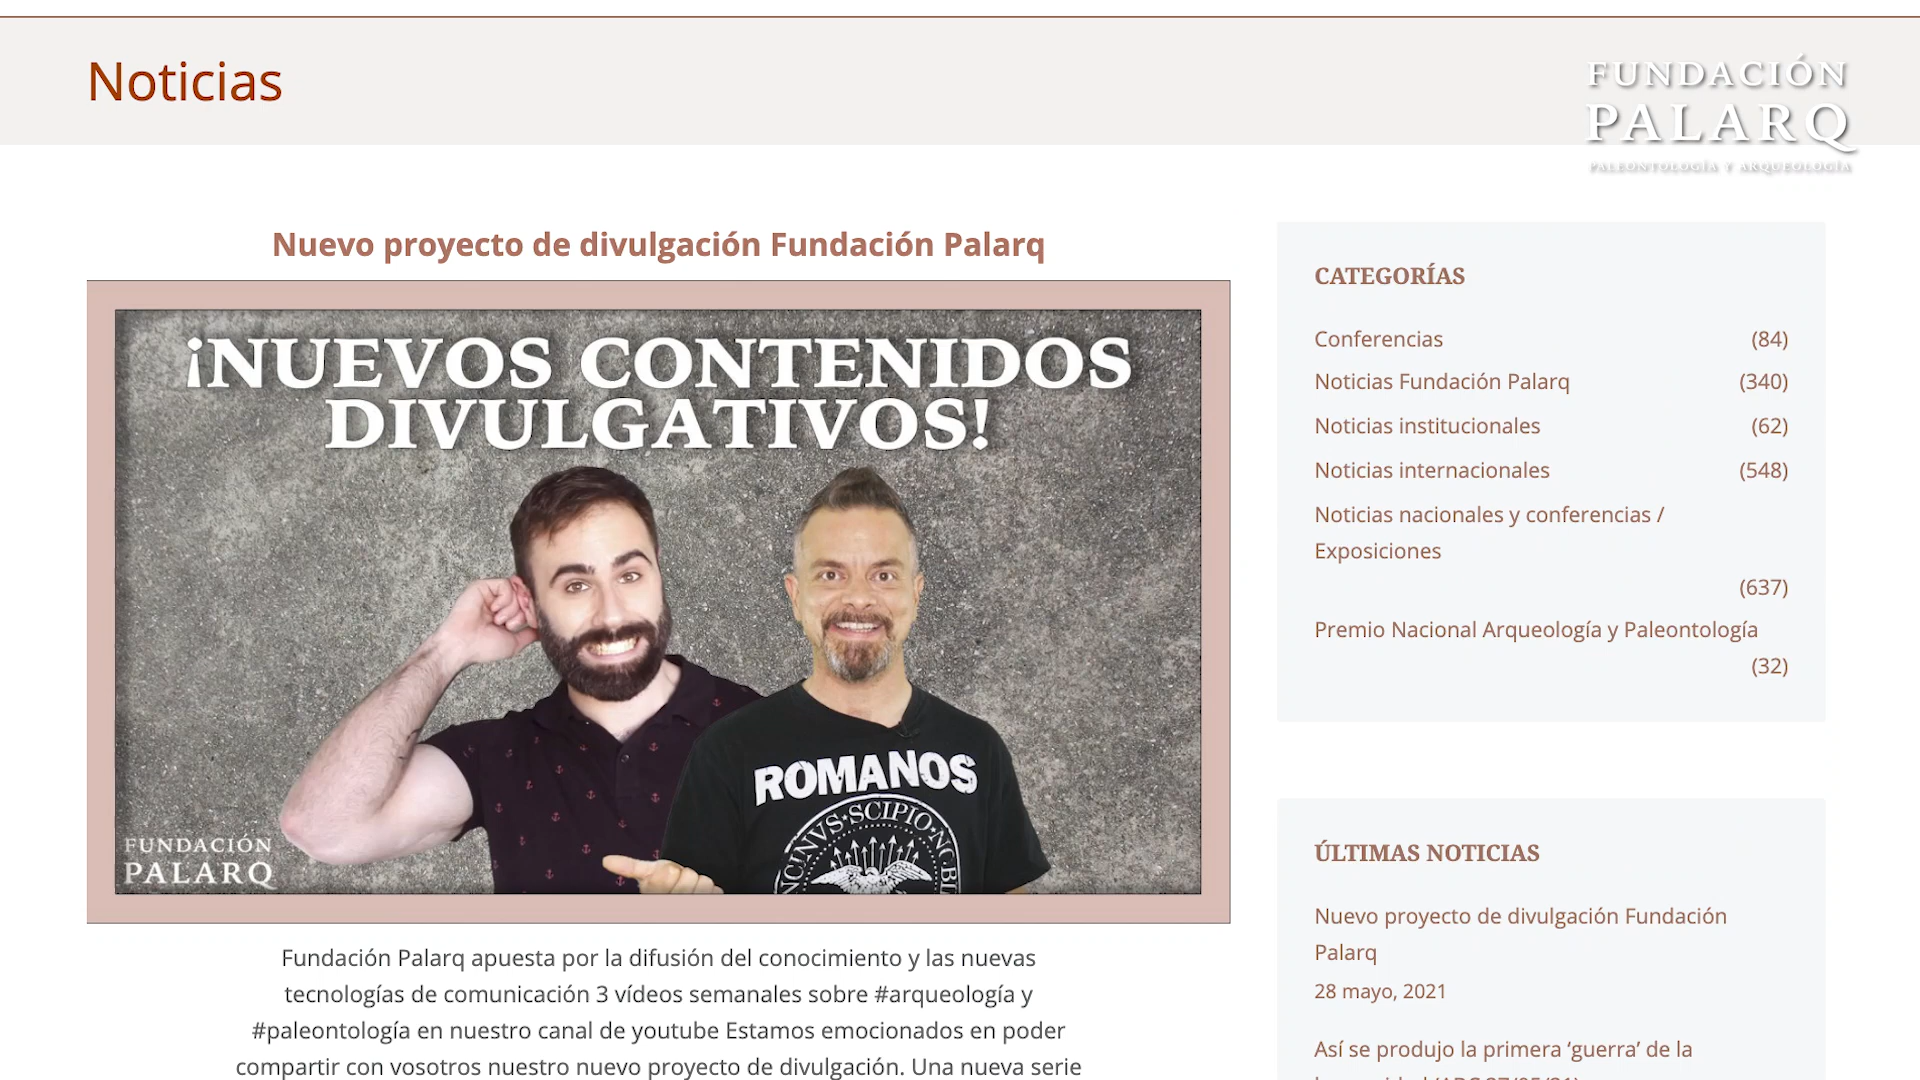 Noticias
FUNDACIÓN
PALARQ
PALEONTOLOGÍA Y ARQUEOLOGÍA
Nuevo proyecto de divulgación Fundación Palarq
¡NUEVOS CONTENIDOS
DIVULGATIVOS!
ROMANOS
SCIPIO
FUNDACIÓN
PALARQ
Fundación Palarq apuesta por la difusión del conocimiento y las nuevas
tecnologías de comunicación 3 vídeos semanales sobre #arqueología y
#paleontología en nuestro canal de youtube Estamos emocionados en poder
compartir con vosotros nuestro nuevo proyecto de divulgación. Una nueva serie
CATEGORÍAS
Conferencias (84)
Noticias Fundación Palarq (340)
Noticias institucionales (62)
Noticias internacionales (548)
Noticias nacionales y conferencias /
Exposiciones
(637)
Premio Nacional Arqueología y Paleontología
(32)
ÚLTIMAS NOTICIAS
Nuevo proyecto de divulgación Fundación
Palarq
28 mayo, 2021
Así se produjo la primera ‘guerra’ de la